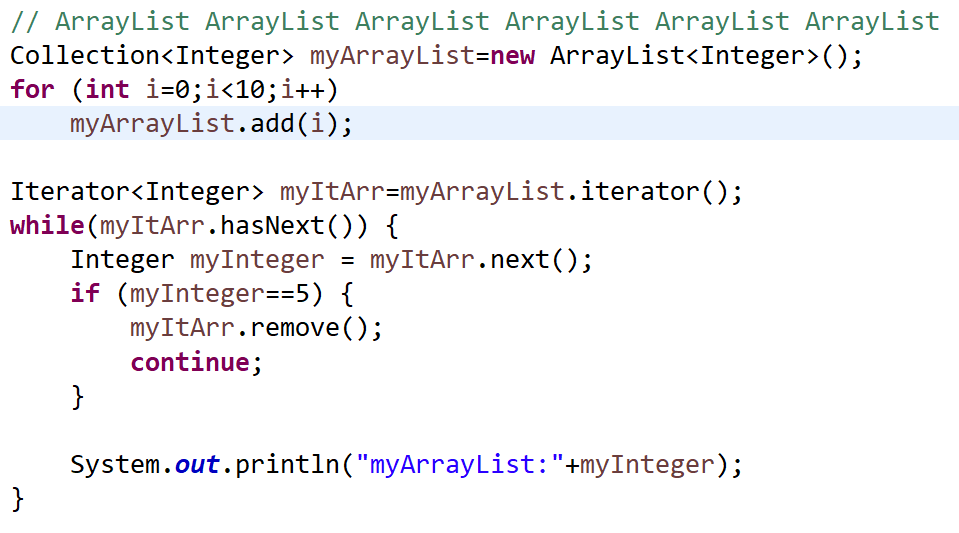 // ArrayList ArrayList ArrayList ArrayList ArrayList ArrayList
Collection<Integer> myArrayList=new ArrayList<Integer>();
for (int i=0;i<10;i++)
    myArrayList.add(i);

Iterator<Integer> myItArr=myArrayList.iterator();
while(myItArr.hasNext()) {
    Integer myInteger = myItArr.next();
    if (myInteger==5) {
        myItArr.remove();
        continue;
    }

    System.out.println("myArrayList:"+myInteger);
}